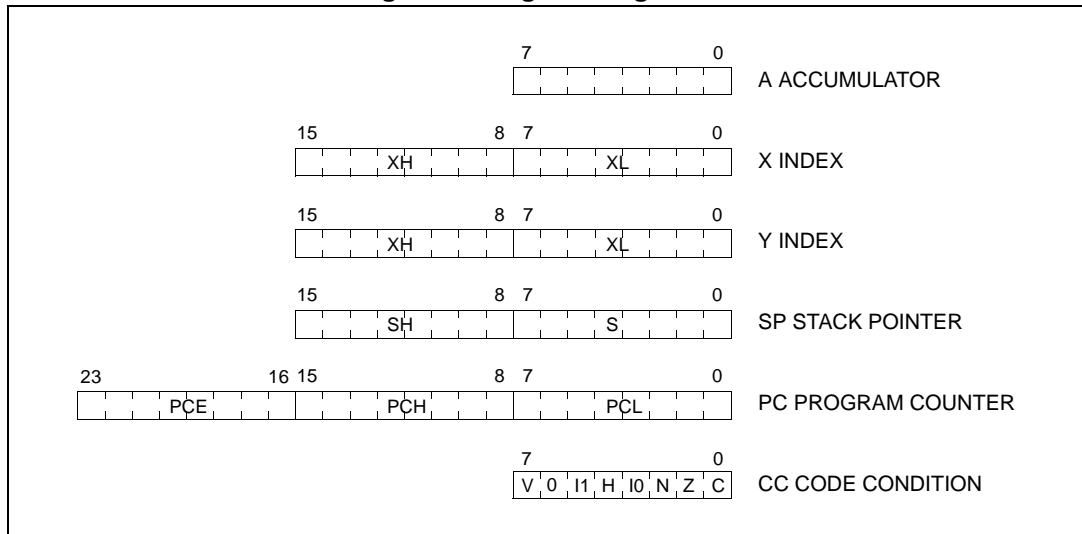 7 0
A ACCUMULATOR
15 8 7 0
XH XL X INDEX
15 8 7 0
XH XL Y INDEX
15 8 7 0
SH S SP STACK POINTER
23 16 15 8 7 0
PCE PCH PCL PC PROGRAM COUNTER
7 0
V 0 I1 H I0 N Z C CC CODE CONDITION